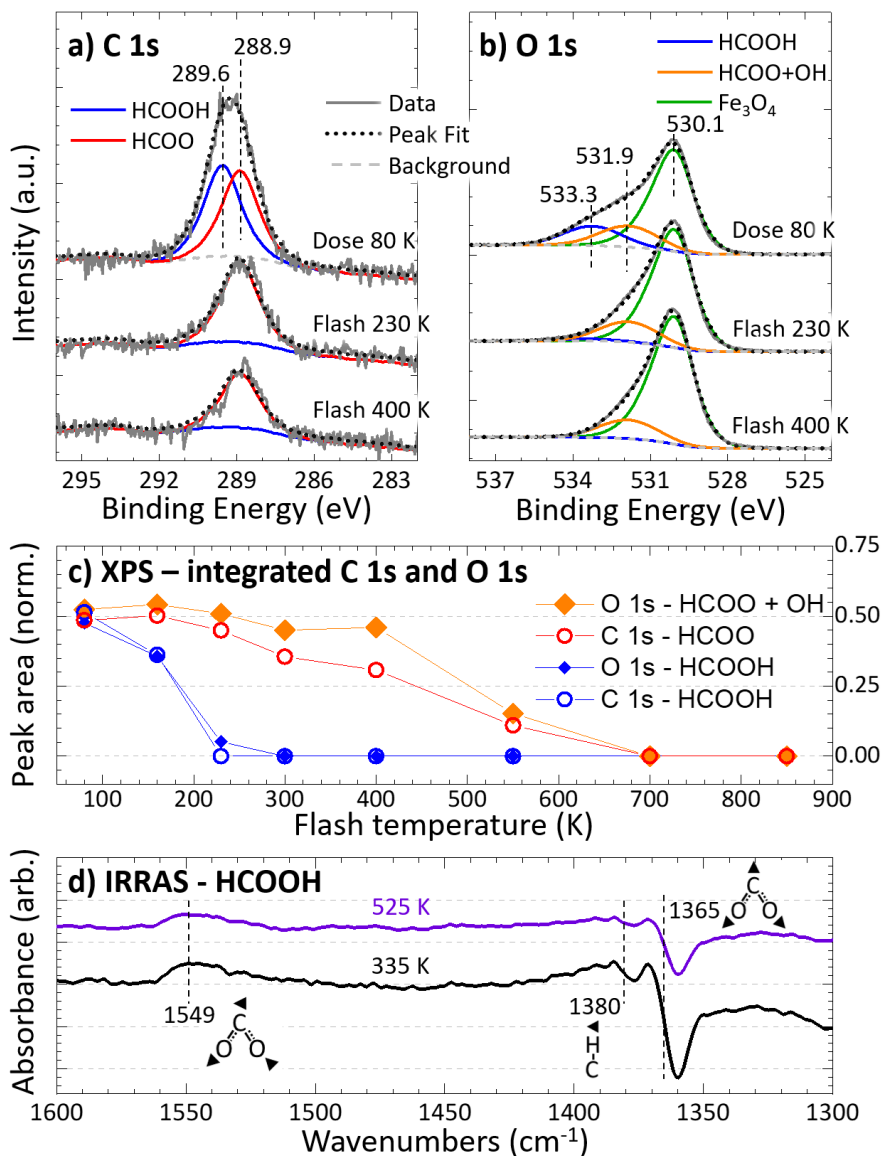 a) C 1s
288.9
289.6
HCOOH
HCOO
Data
Peak Fit
Background
Dose 80 K
Flash 230 K
Flash 400 K
Intensity (a.u.)
295 292 289 286 283
Binding Energy (eV)
b) O 1s
HCOOH
HCOO+OH
Fe₃O₄
530.1
531.9
533.3
Dose 80 K
Flash 230 K
Flash 400 K
537 533 529 525
Binding Energy (eV)
c) XPS – integrated C 1s and O 1s
O 1s - HCOO + OH
C 1s - HCOO
O 1s - HCOOH
C 1s - HCOOH
0.75
0.50
0.25
0.00
Peak area (norm.)
100 200 300 400 500 600 700 800 900
Flash temperature (K)
d) IRRAS - HCOOH
525 K
335 K
1365
C
O O
1549
C
O O
1380
H
C
Absorbance (arb.)
1600 1550 1500 1450 1400 1350 1300
Wavenumbers (cm⁻¹)